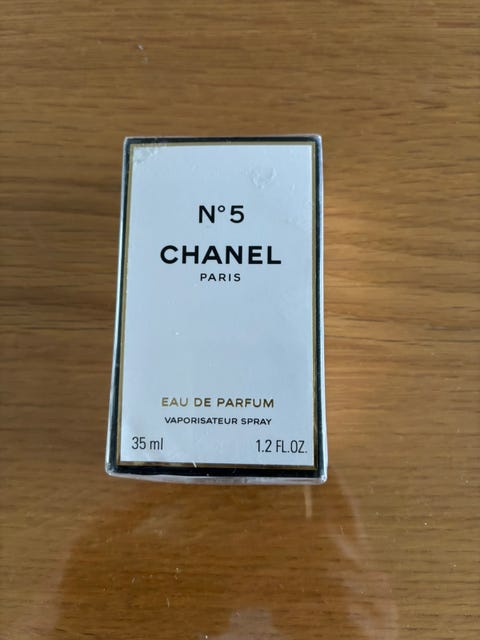 N°5
CHANEL
PARIS
EAU DE PARFUM
VAPORISATEUR SPRAY
35 ml 1.2 FL.OZ.